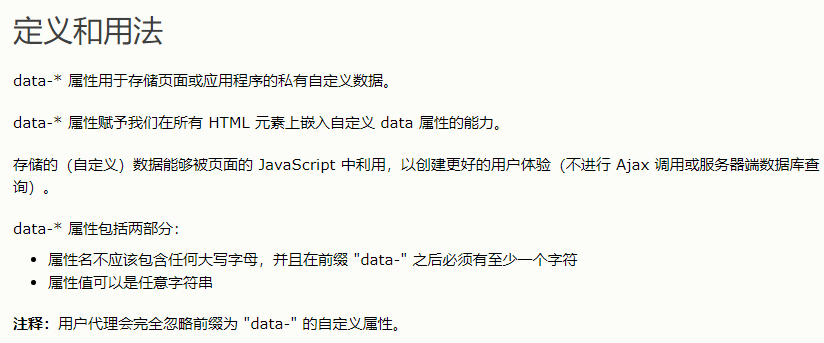 定义和用法
data-* 属性用于存储页面或应用程序的私有自定义数据。
data-* 属性赋予我们在所有 HTML 元素上嵌入自定义 data 属性的能力。
存储的（自定义）数据能够被页面的 JavaScript 中利用，以创建更好的用户体验（不进行 Ajax 调用或服务器端数据库查
询）。
data-* 属性包括两部分：
• 属性名不应该包含任何大写字母，并且在前缀 "data-" 之后必须有至少一个字符
• 属性值可以是任意字符串
注释：用户代理会完全忽略前缀为 "data-" 的自定义属性。